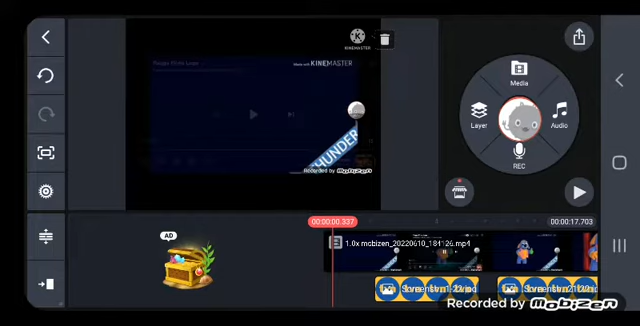 KINEMASTER
Made with KINEMASTER
THUNDER
Recorded by Mobizen
Media
Layer
Audio
REC
00:00:00.337
00:00:17.703
AD
1.0x mobizen_20220610_184126.mp4
Recorded by Mobizen